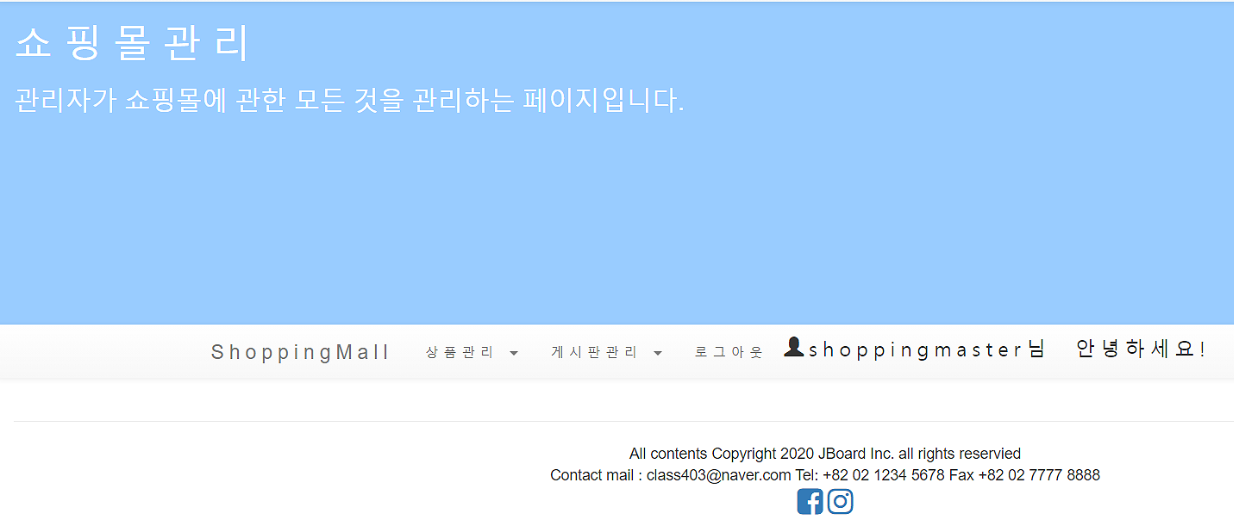 쇼핑몰관리
관리자가 쇼핑몰에 관한 모든 것을 관리하는 페이지입니다.
ShoppingMall 상품관리 게시판관리 로그아웃 shoppingmaster님 안녕하세요!
All contents Copyright 2020 JBoard Inc. all rights reservied
Contact mail : class403@naver.com Tel: +82 02 1234 5678 Fax +82 02 7777 8888